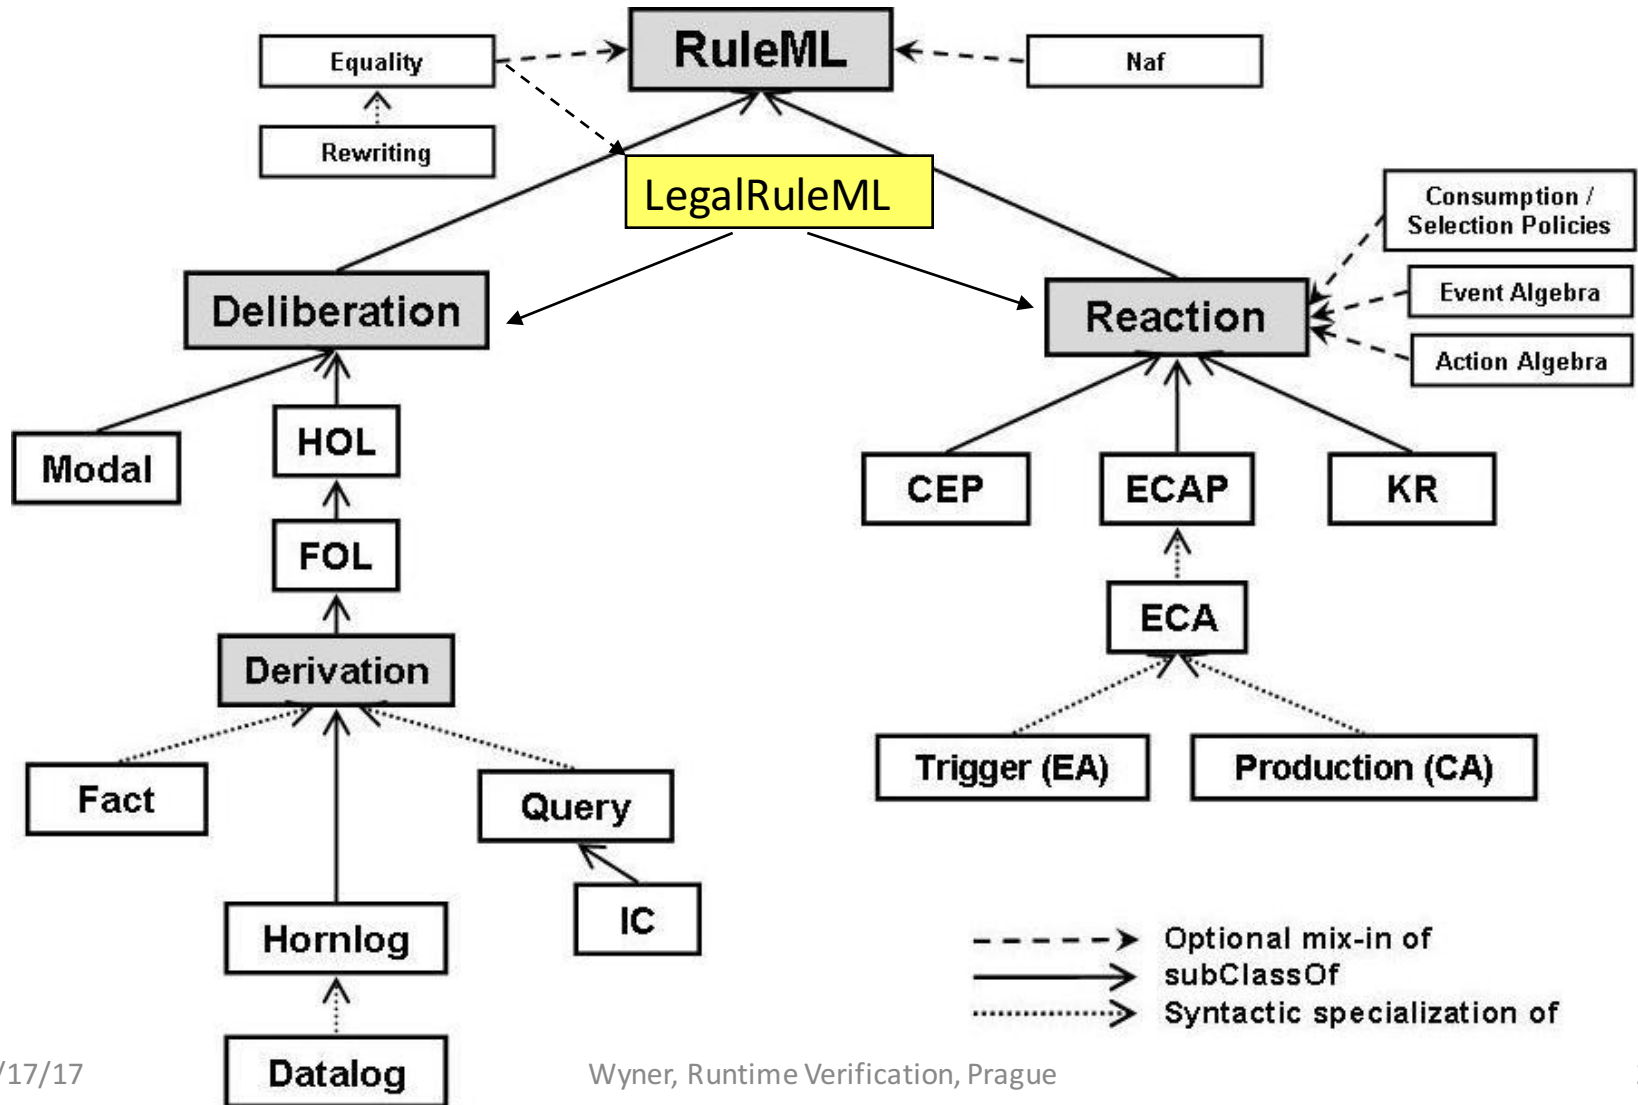 RuleML
Equality
Naf
Rewriting
LegalRuleML
Consumption /
Selection Policies
Event Algebra
Action Algebra
Deliberation
Reaction
Modal
HOL
FOL
CEP
ECAP
KR
ECA
Derivation
Trigger (EA)
Production (CA)
Fact
Query
IC
Hornlog
Datalog
Optional mix-in of
subClassOf
Syntactic specialization of
/17/17
Wyner, Runtime Verification, Prague